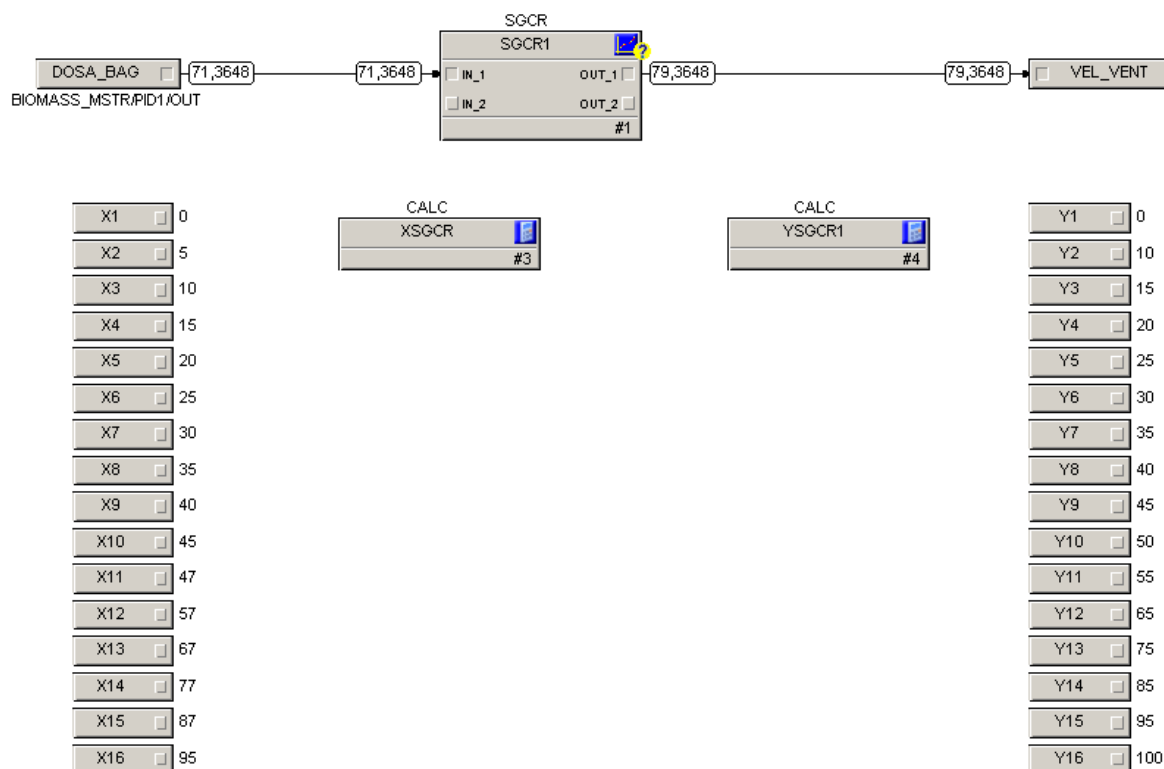 SGCR
SGCR1
?
DOSA_BAG 71,3648 71,3648 IN_1 OUT_1 79,3648 79,3648 VEL_VENT
BIOMASS_MSTR/PID1/OUT IN_2 OUT_2
#1
CALC CALC
X1 0 XSGCR YSGCR1 Y1 0
#3 #4
X2 5 Y2 10
X3 10 Y3 15
X4 15 Y4 20
X5 20 Y5 25
X6 25 Y6 30
X7 30 Y7 35
X8 35 Y8 40
X9 40 Y9 45
X10 45 Y10 50
X11 47 Y11 55
X12 57 Y12 65
X13 67 Y13 75
X14 77 Y14 85
X15 87 Y15 95
X16 95 Y16 100